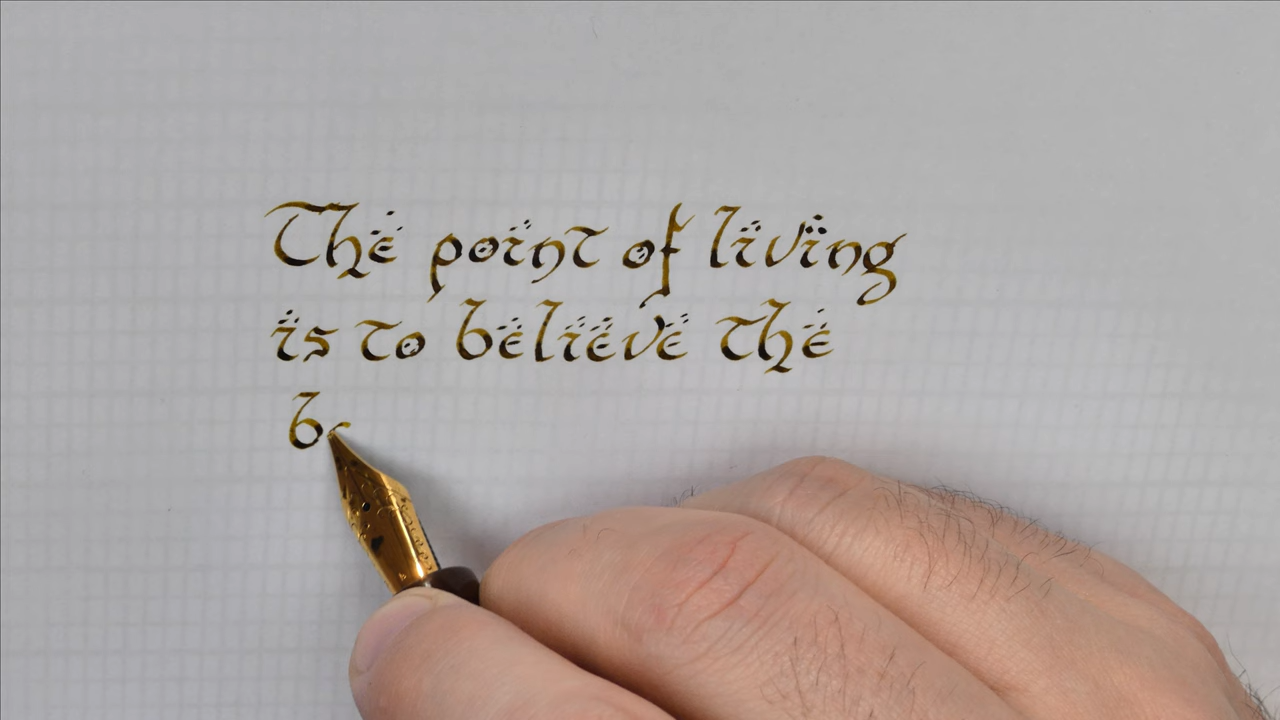 The point of living
is to believe the
b